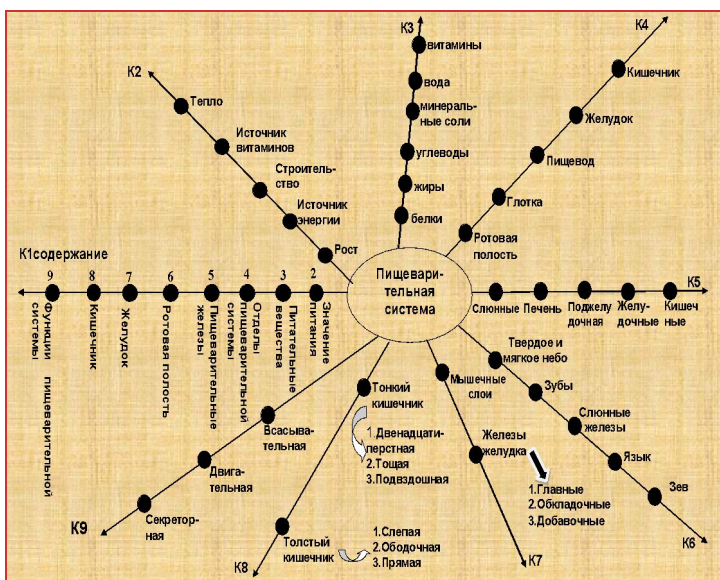 К3
витамины
вода
минераль-
ные соли
углеводы
жиры
белки
К4
Кишечник
Желудок
Пищевод
Глотка
Ротовая
полость
К2
Тепло
Источник
витаминов
Строитель-
ство
Источник
энергии
Рост
К1содержание
9
8
7
6
5
4
3
2
Функции пищеварительной
системы
Кишечник
Желудок
Ротовая полость
Пищеварительные
железы
Отделы
пищеварительной
системы
Питательные
вещества
Значение
питания
Пищевари-
тельная
система
К5
Слюнные
Печень
Поджелу
дочная
Желу-
дочные
Кишеч
ные
Твердое и
мягкое небо
Зубы
Слюнные
железы
Язык
Зев
К6
Мышечные
слои
Железы
желудка
1.Главные
2.Обкладочные
3.Добавочные
К7
Тонкий
кишечник
1.Двенадцати-
перстная
2.Тощая
3.Подвздошная
Толстый
кишечник
1.Слепая
2.Ободочная
3.Прямая
К8
Всасыва-
тельная
Двига-
тельная
Секретор-
ная
К9